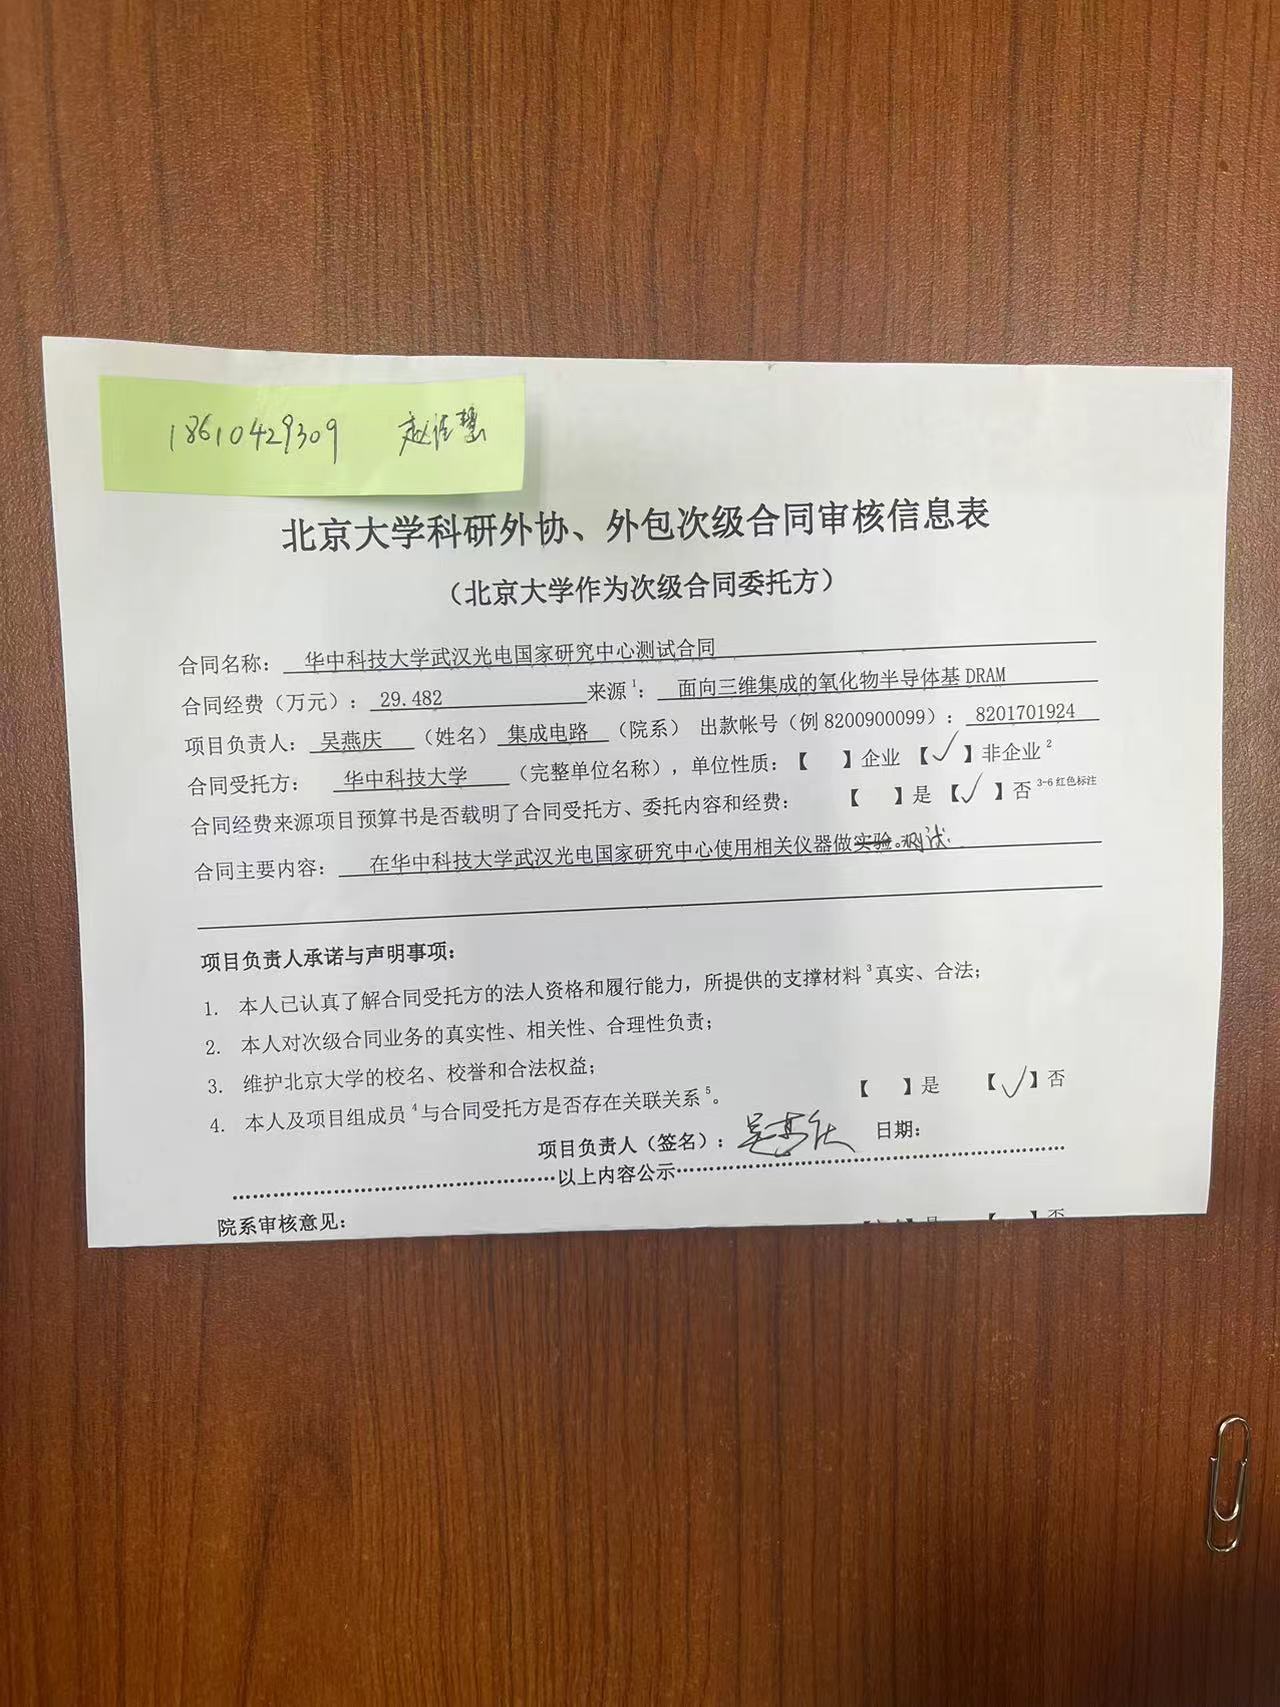 18610429309 赵佳慧
北京大学科研外协、外包次级合同审核信息表
（北京大学作为次级合同委托方）
合同名称： 华中科技大学武汉光电国家研究中心测试合同
合同经费（万元）： 29.482 来源1： 面向三维集成的氧化物半导体基 DRAM
项目负责人： 吴燕庆 （姓名） 集成电路 （院系） 出款帐号（例 8200900099）： 8201701924
合同受托方： 华中科技大学 （完整单位名称），单位性质：【 】企业 【✓】非企业2
合同经费来源项目预算书是否载明了合同受托方、委托内容和经费： 【 】是 【✓】否 3-6 红色标注
合同主要内容： 在华中科技大学武汉光电国家研究中心使用相关仪器做实验。测试.
项目负责人承诺与声明事项：
1. 本人已认真了解合同受托方的法人资格和履行能力，所提供的支撑材料3真实、合法；
2. 本人对次级合同业务的真实性、相关性、合理性负责；
3. 维护北京大学的校名、校誉和合法权益；
4. 本人及项目组成员4与合同受托方是否存在关联关系5。 【 】是 【✓】否
项目负责人（签名）： 吴燕庆 日期：
以上内容公示
院系审核意见： 【✓】是 【 】否